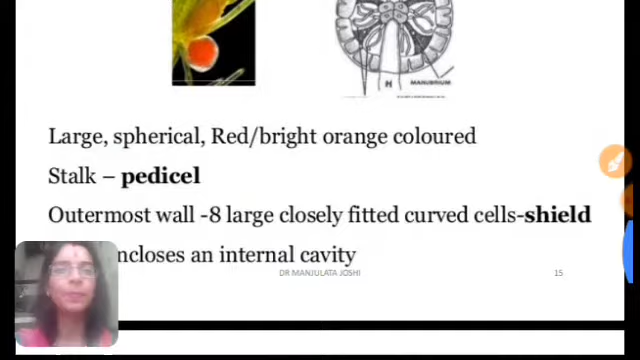 H
MANUBRIUM
Large, spherical, Red/bright orange coloured
Stalk – pedicel
Outermost wall -8 large closely fitted curved cells-shield
ncloses an internal cavity
DR MANJULATA JOSHI
15